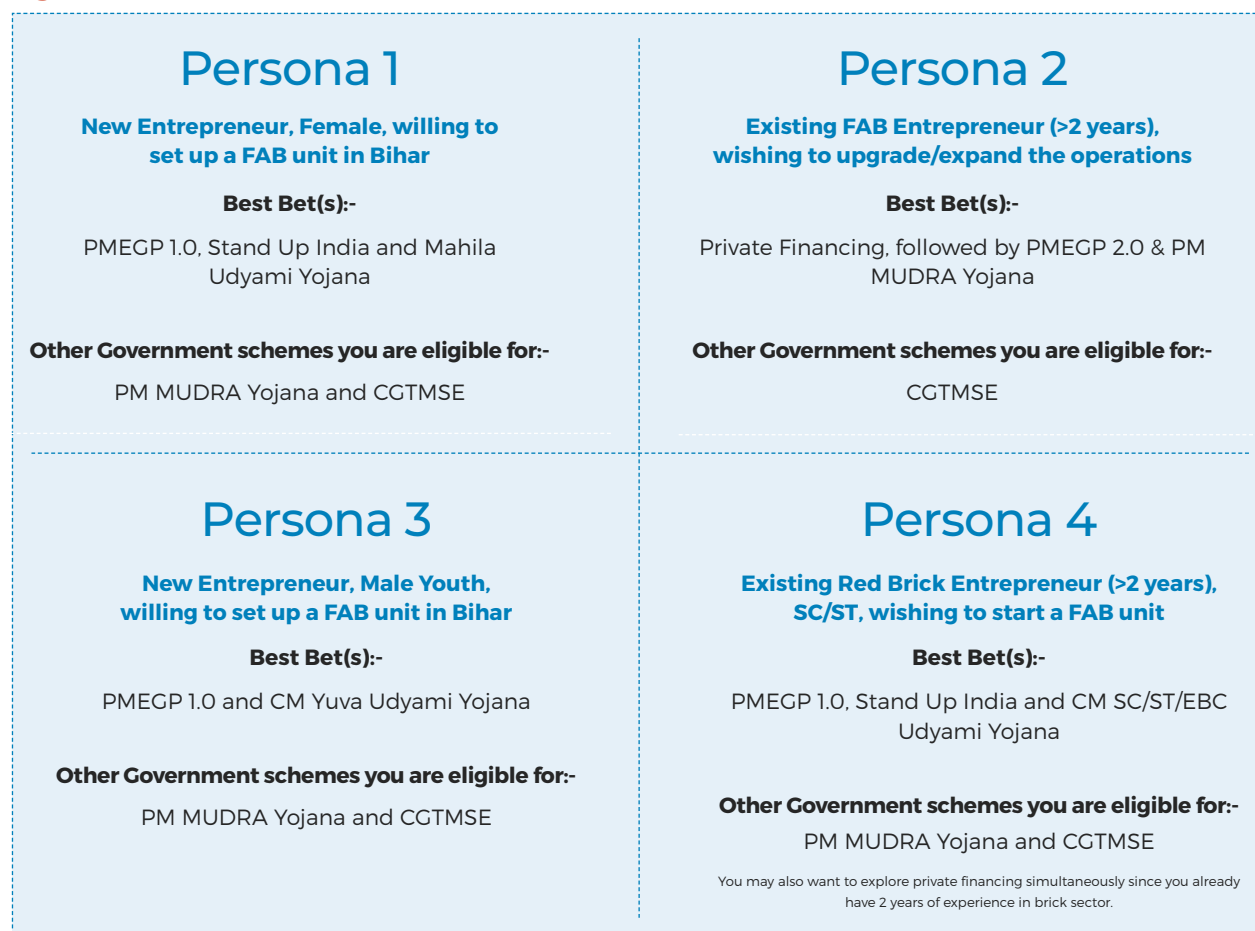 Persona 1
New Entrepreneur, Female, willing to
set up a FAB unit in Bihar
Best Bet(s):-
PMEGP 1.0, Stand Up India and Mahila
Udyami Yojana
Other Government schemes you are eligible for:-
PM MUDRA Yojana and CGTMSE
Persona 2
Existing FAB Entrepreneur (>2 years),
wishing to upgrade/expand the operations
Best Bet(s):-
Private Financing, followed by PMEGP 2.0 & PM
MUDRA Yojana
Other Government schemes you are eligible for:-
CGTMSE
Persona 3
New Entrepreneur, Male Youth,
willing to set up a FAB unit in Bihar
Best Bet(s):-
PMEGP 1.0 and CM Yuva Udyami Yojana
Other Government schemes you are eligible for:-
PM MUDRA Yojana and CGTMSE
Persona 4
Existing Red Brick Entrepreneur (>2 years),
SC/ST, wishing to start a FAB unit
Best Bet(s):-
PMEGP 1.0, Stand Up India and CM SC/ST/EBC
Udyami Yojana
Other Government schemes you are eligible for:-
PM MUDRA Yojana and CGTMSE
You may also want to explore private financing simultaneously since you already
have 2 years of experience in brick sector.